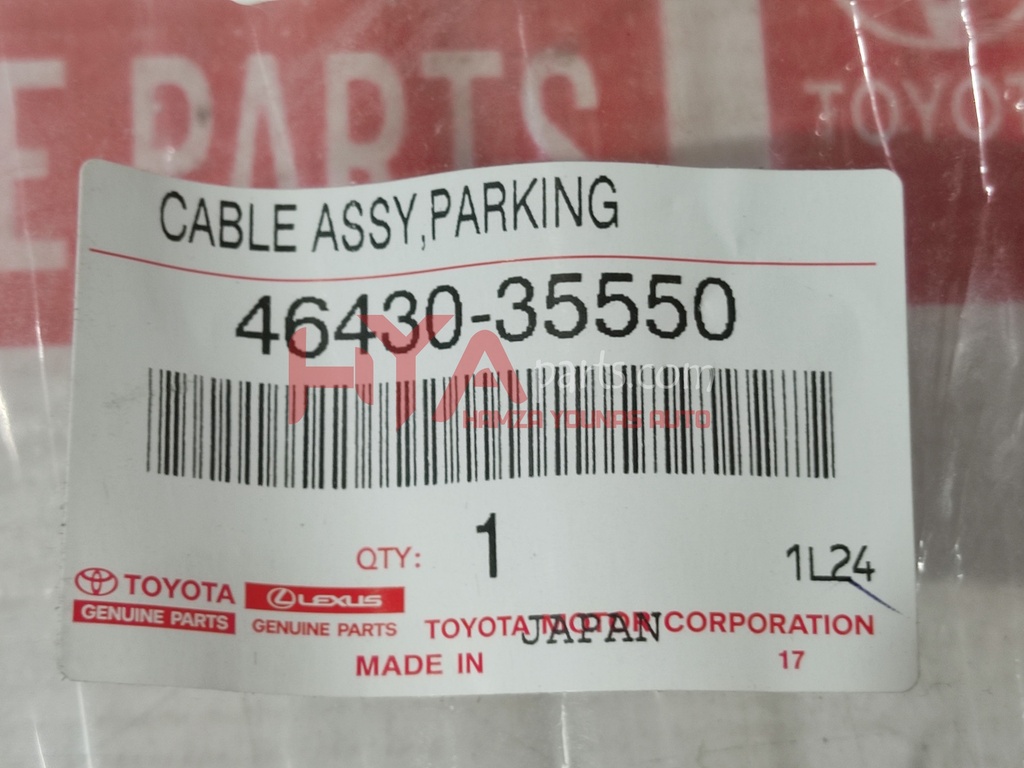 E PARTS
TOYOT
CABLE ASSY,PARKING
46430-35550
HYA parts.com
HAMZA YOUNAS AUTO
QTY: 1
1L24
TOYOTA
GENUINE PARTS
LEXUS
GENUINE PARTS
TOYOTA MOTOR CORPORATION
MADE IN JAPAN
17